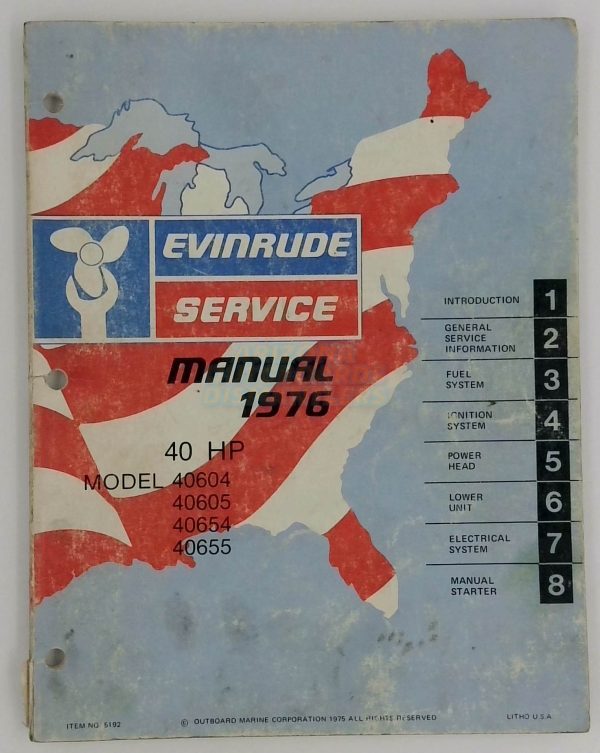 EVINRUDE
SERVICE
MANUAL
1976
40 HP
MODEL 40604
40605
40654
40655
INTRODUCTION 1
GENERAL
SERVICE
INFORMATION 2
FUEL
SYSTEM 3
IGNITION
SYSTEM 4
POWER
HEAD 5
LOWER
UNIT 6
ELECTRICAL
SYSTEM 7
MANUAL
STARTER 8
ITEM NO. 5192
© OUTBOARD MARINE CORPORATION 1975 ALL RIGHTS RESERVED
LITHO U.S.A.